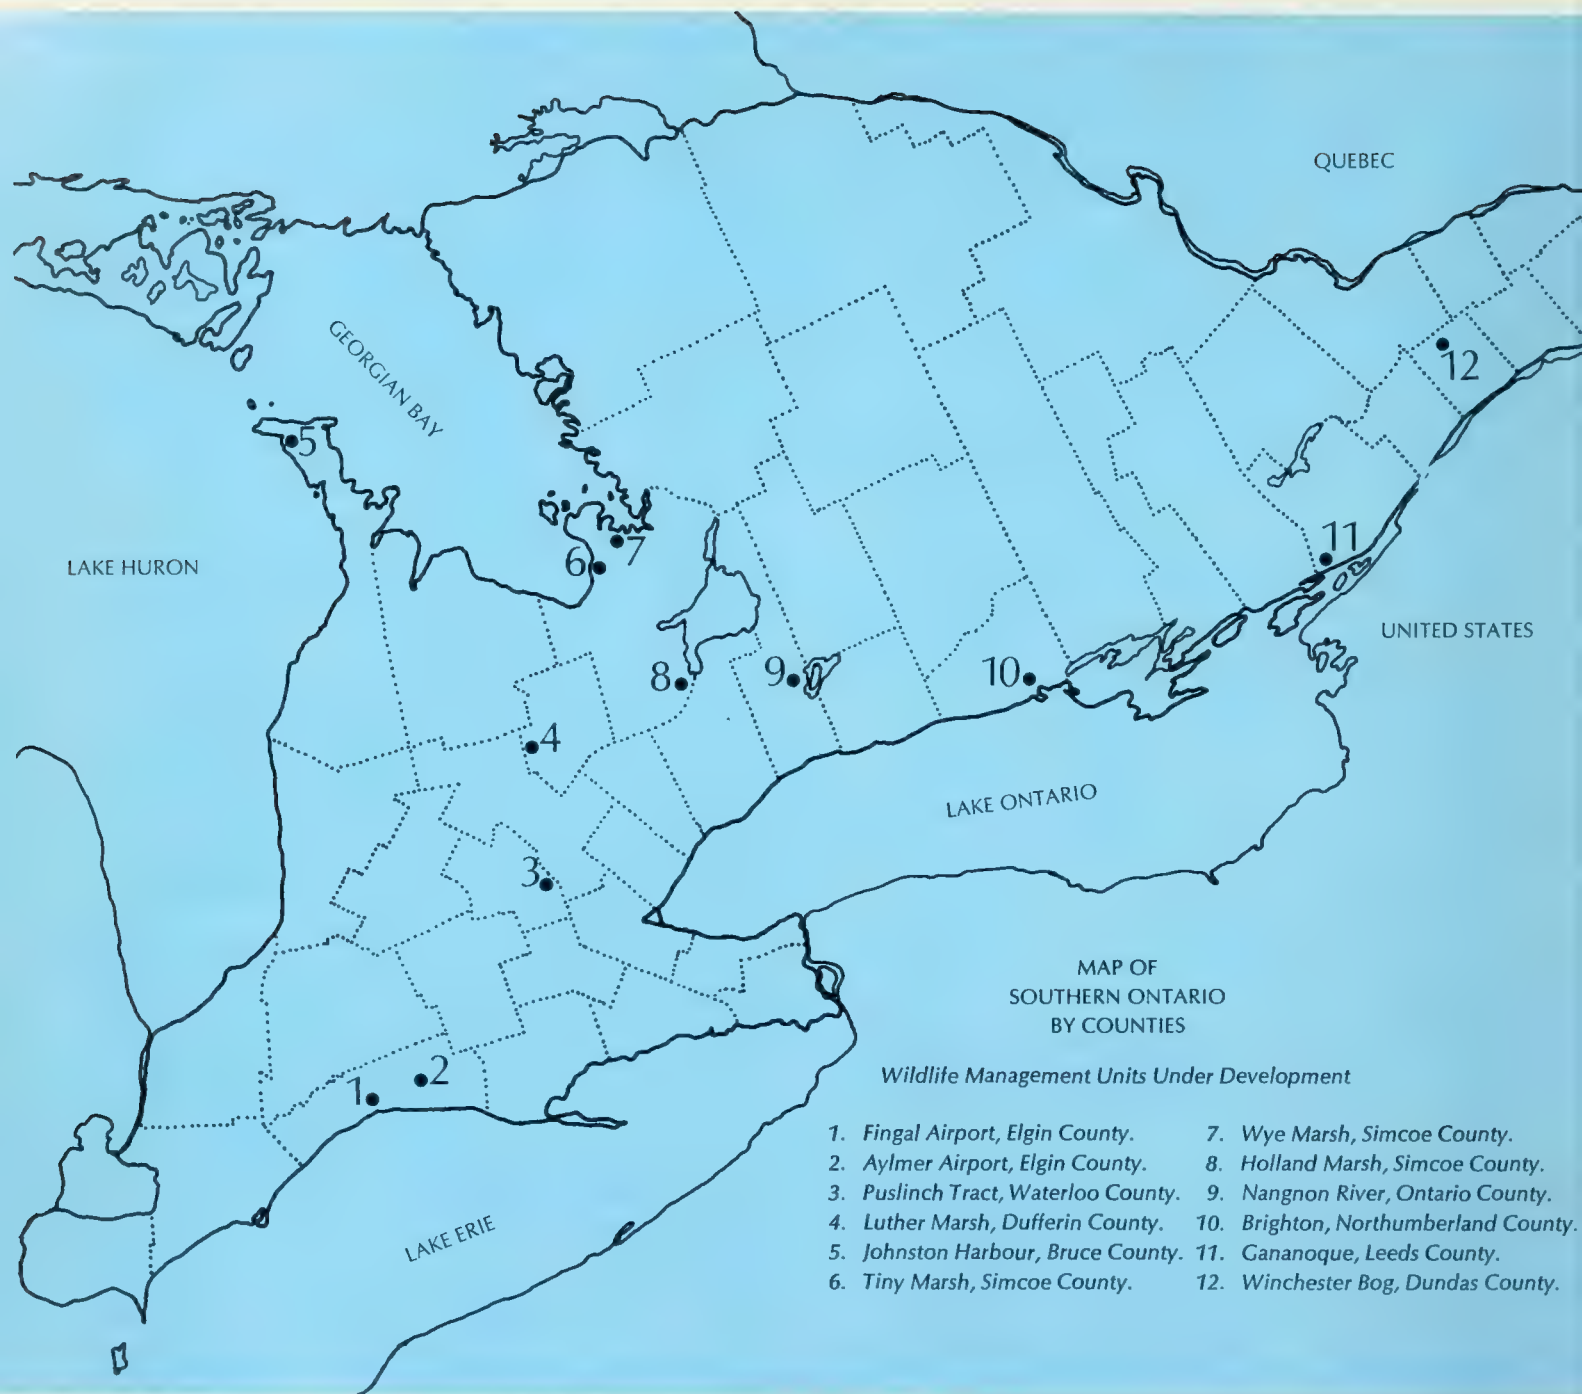 QUEBEC
GEORGIAN BAY
12
5
LAKE HURON
7
6
11
UNITED STATES
8
9
10
4
LAKE ONTARIO
3
MAP OF
SOUTHERN ONTARIO
BY COUNTIES
2
1
Wildlife Management Units Under Development
1. Fingal Airport, Elgin County.
2. Aylmer Airport, Elgin County.
3. Puslinch Tract, Waterloo County.
4. Luther Marsh, Dufferin County.
5. Johnston Harbour, Bruce County.
6. Tiny Marsh, Simcoe County.
7. Wye Marsh, Simcoe County.
8. Holland Marsh, Simcoe County.
9. Nangnon River, Ontario County.
10. Brighton, Northumberland County.
11. Gananoque, Leeds County.
12. Winchester Bog, Dundas County.
LAKE ERIE